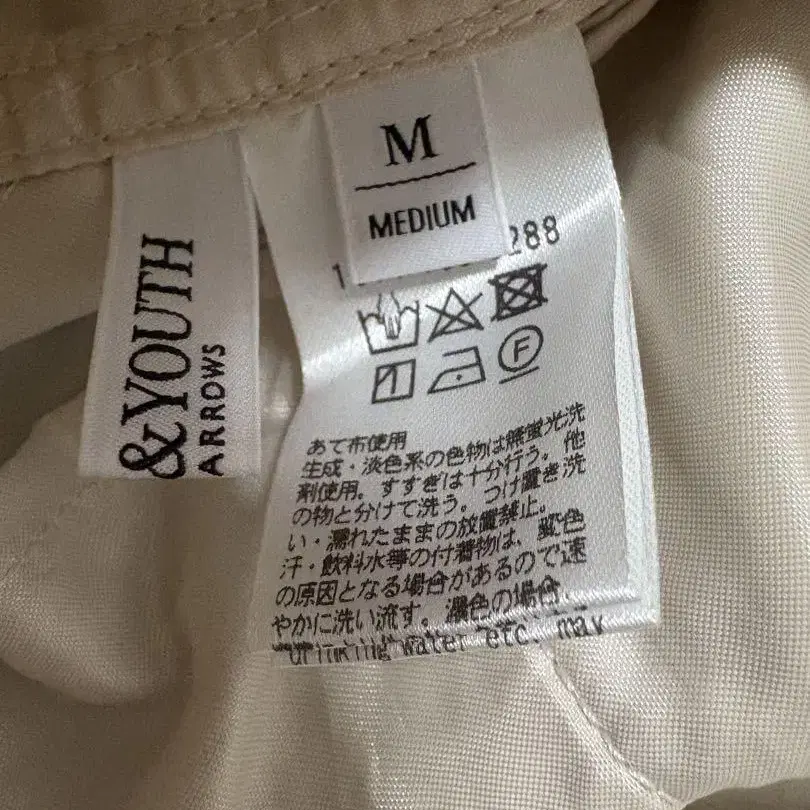 &YOUTH
ARROWS
M
MEDIUM
288
F
あて布使用
生成・淡色系の色物は無蛍光洗
剤使用。すすぎは十分行う。他
の物と分けて洗う。つけ置き洗
い・濡れたままの放置禁止。
汗・飲料水等の付着物は、変色
の原因となる場合があるので速
やかに洗い流す。濃色の場合、
drinking water etc. may